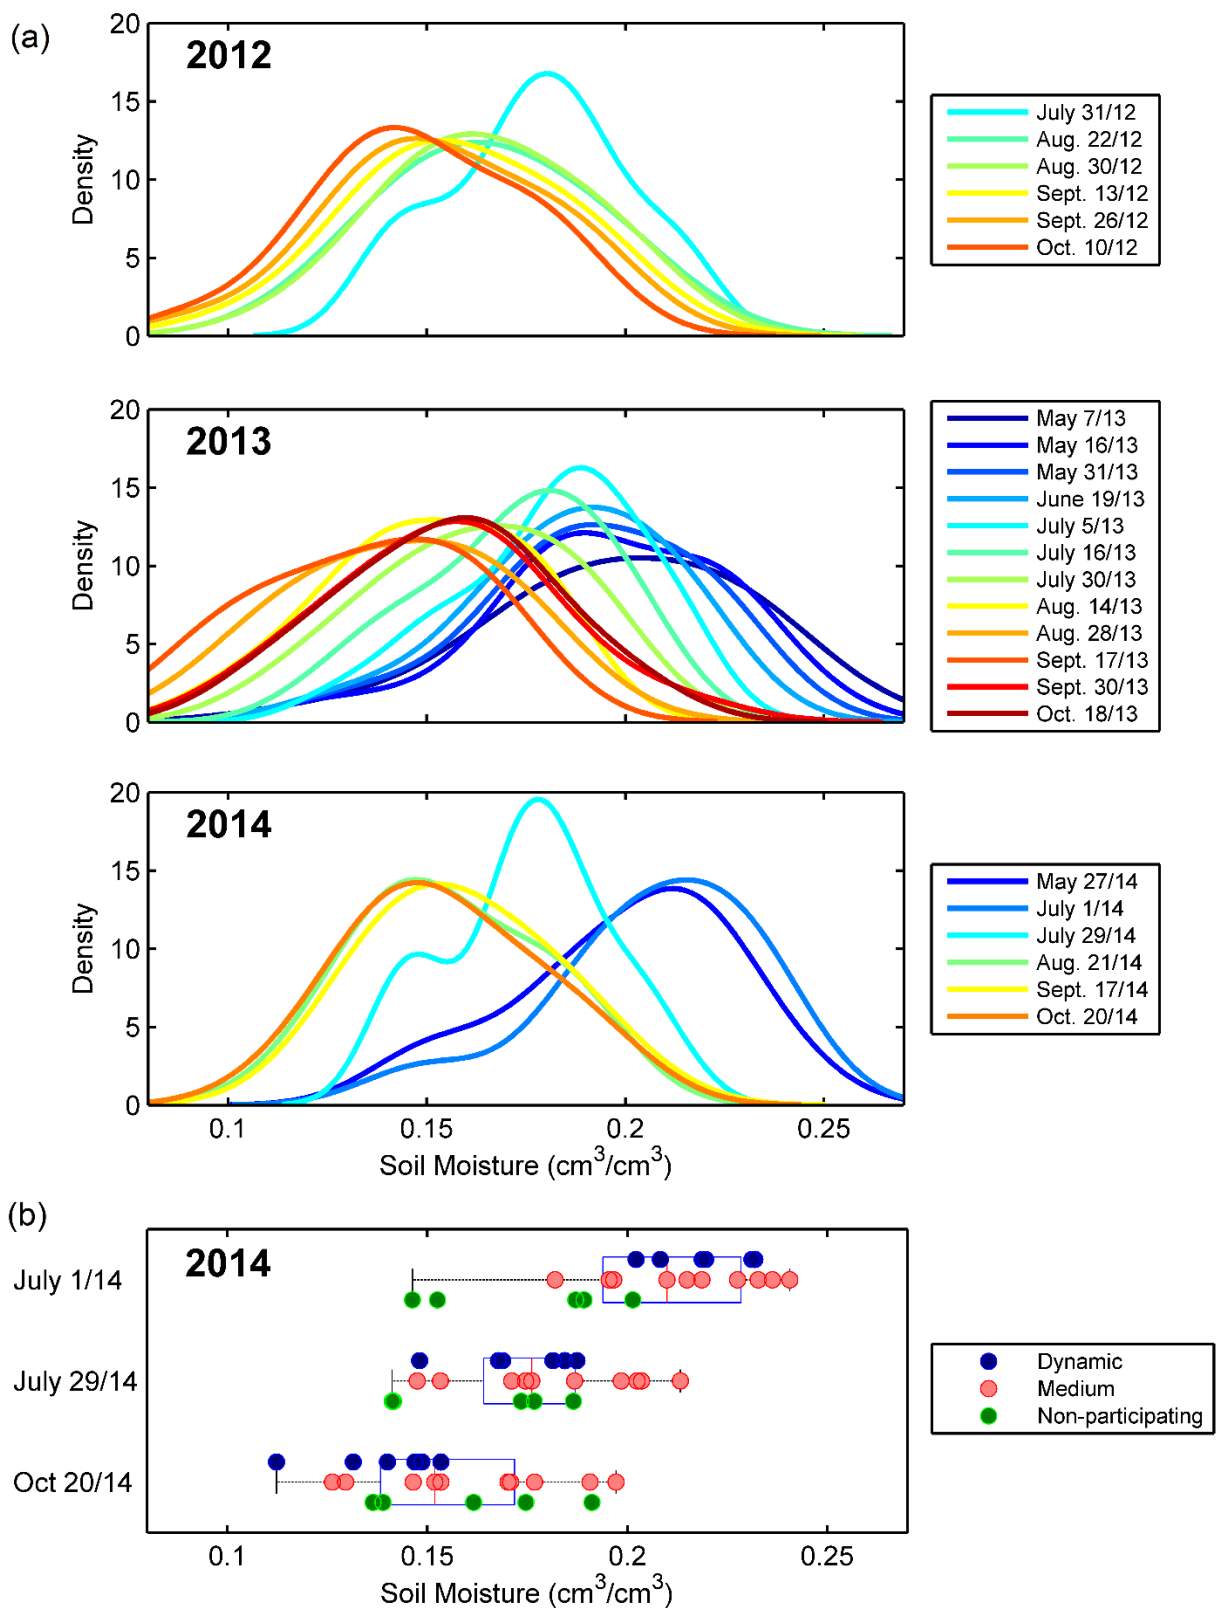 (a)
2012
20
15
10
5
0
Density
July 31/12
Aug. 22/12
Aug. 30/12
Sept. 13/12
Sept. 26/12
Oct. 10/12
2013
20
15
10
5
0
Density
May 7/13
May 16/13
May 31/13
June 19/13
July 5/13
July 16/13
July 30/13
Aug. 14/13
Aug. 28/13
Sept. 17/13
Sept. 30/13
Oct. 18/13
2014
20
15
10
5
0
Density
0.1 0.15 0.2 0.25
Soil Moisture (cm³/cm³)
May 27/14
July 1/14
July 29/14
Aug. 21/14
Sept. 17/14
Oct. 20/14
(b)
2014
July 1/14
July 29/14
Oct 20/14
0.1 0.15 0.2 0.25
Soil Moisture (cm³/cm³)
Dynamic
Medium
Non-participating